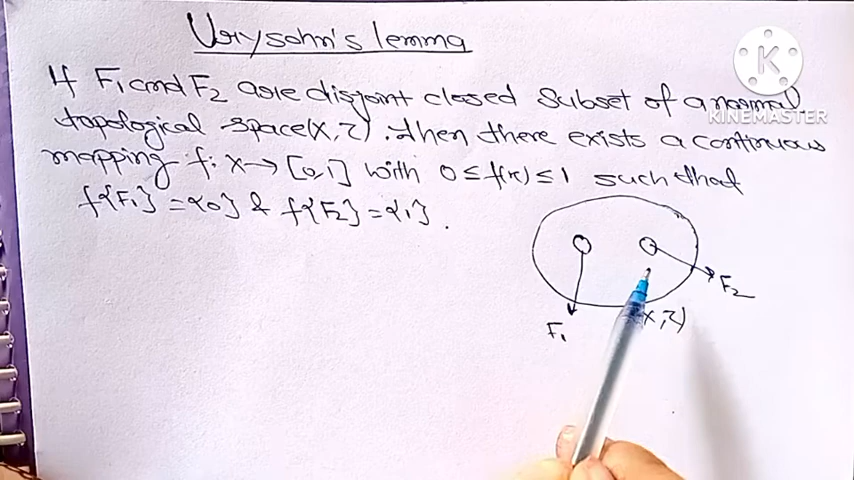 Urysohn's lemma
If F₁ and F₂ are disjoint closed subset of a normal
topological space (X, τ). Then there exists a continuous
mapping f: X → [0,1] with 0 ≤ f(x) ≤ 1 such that
f{F₁} = {0} & f{F₂} = {1}.
F₂
F₁
X, τ)
K
KINEMASTER